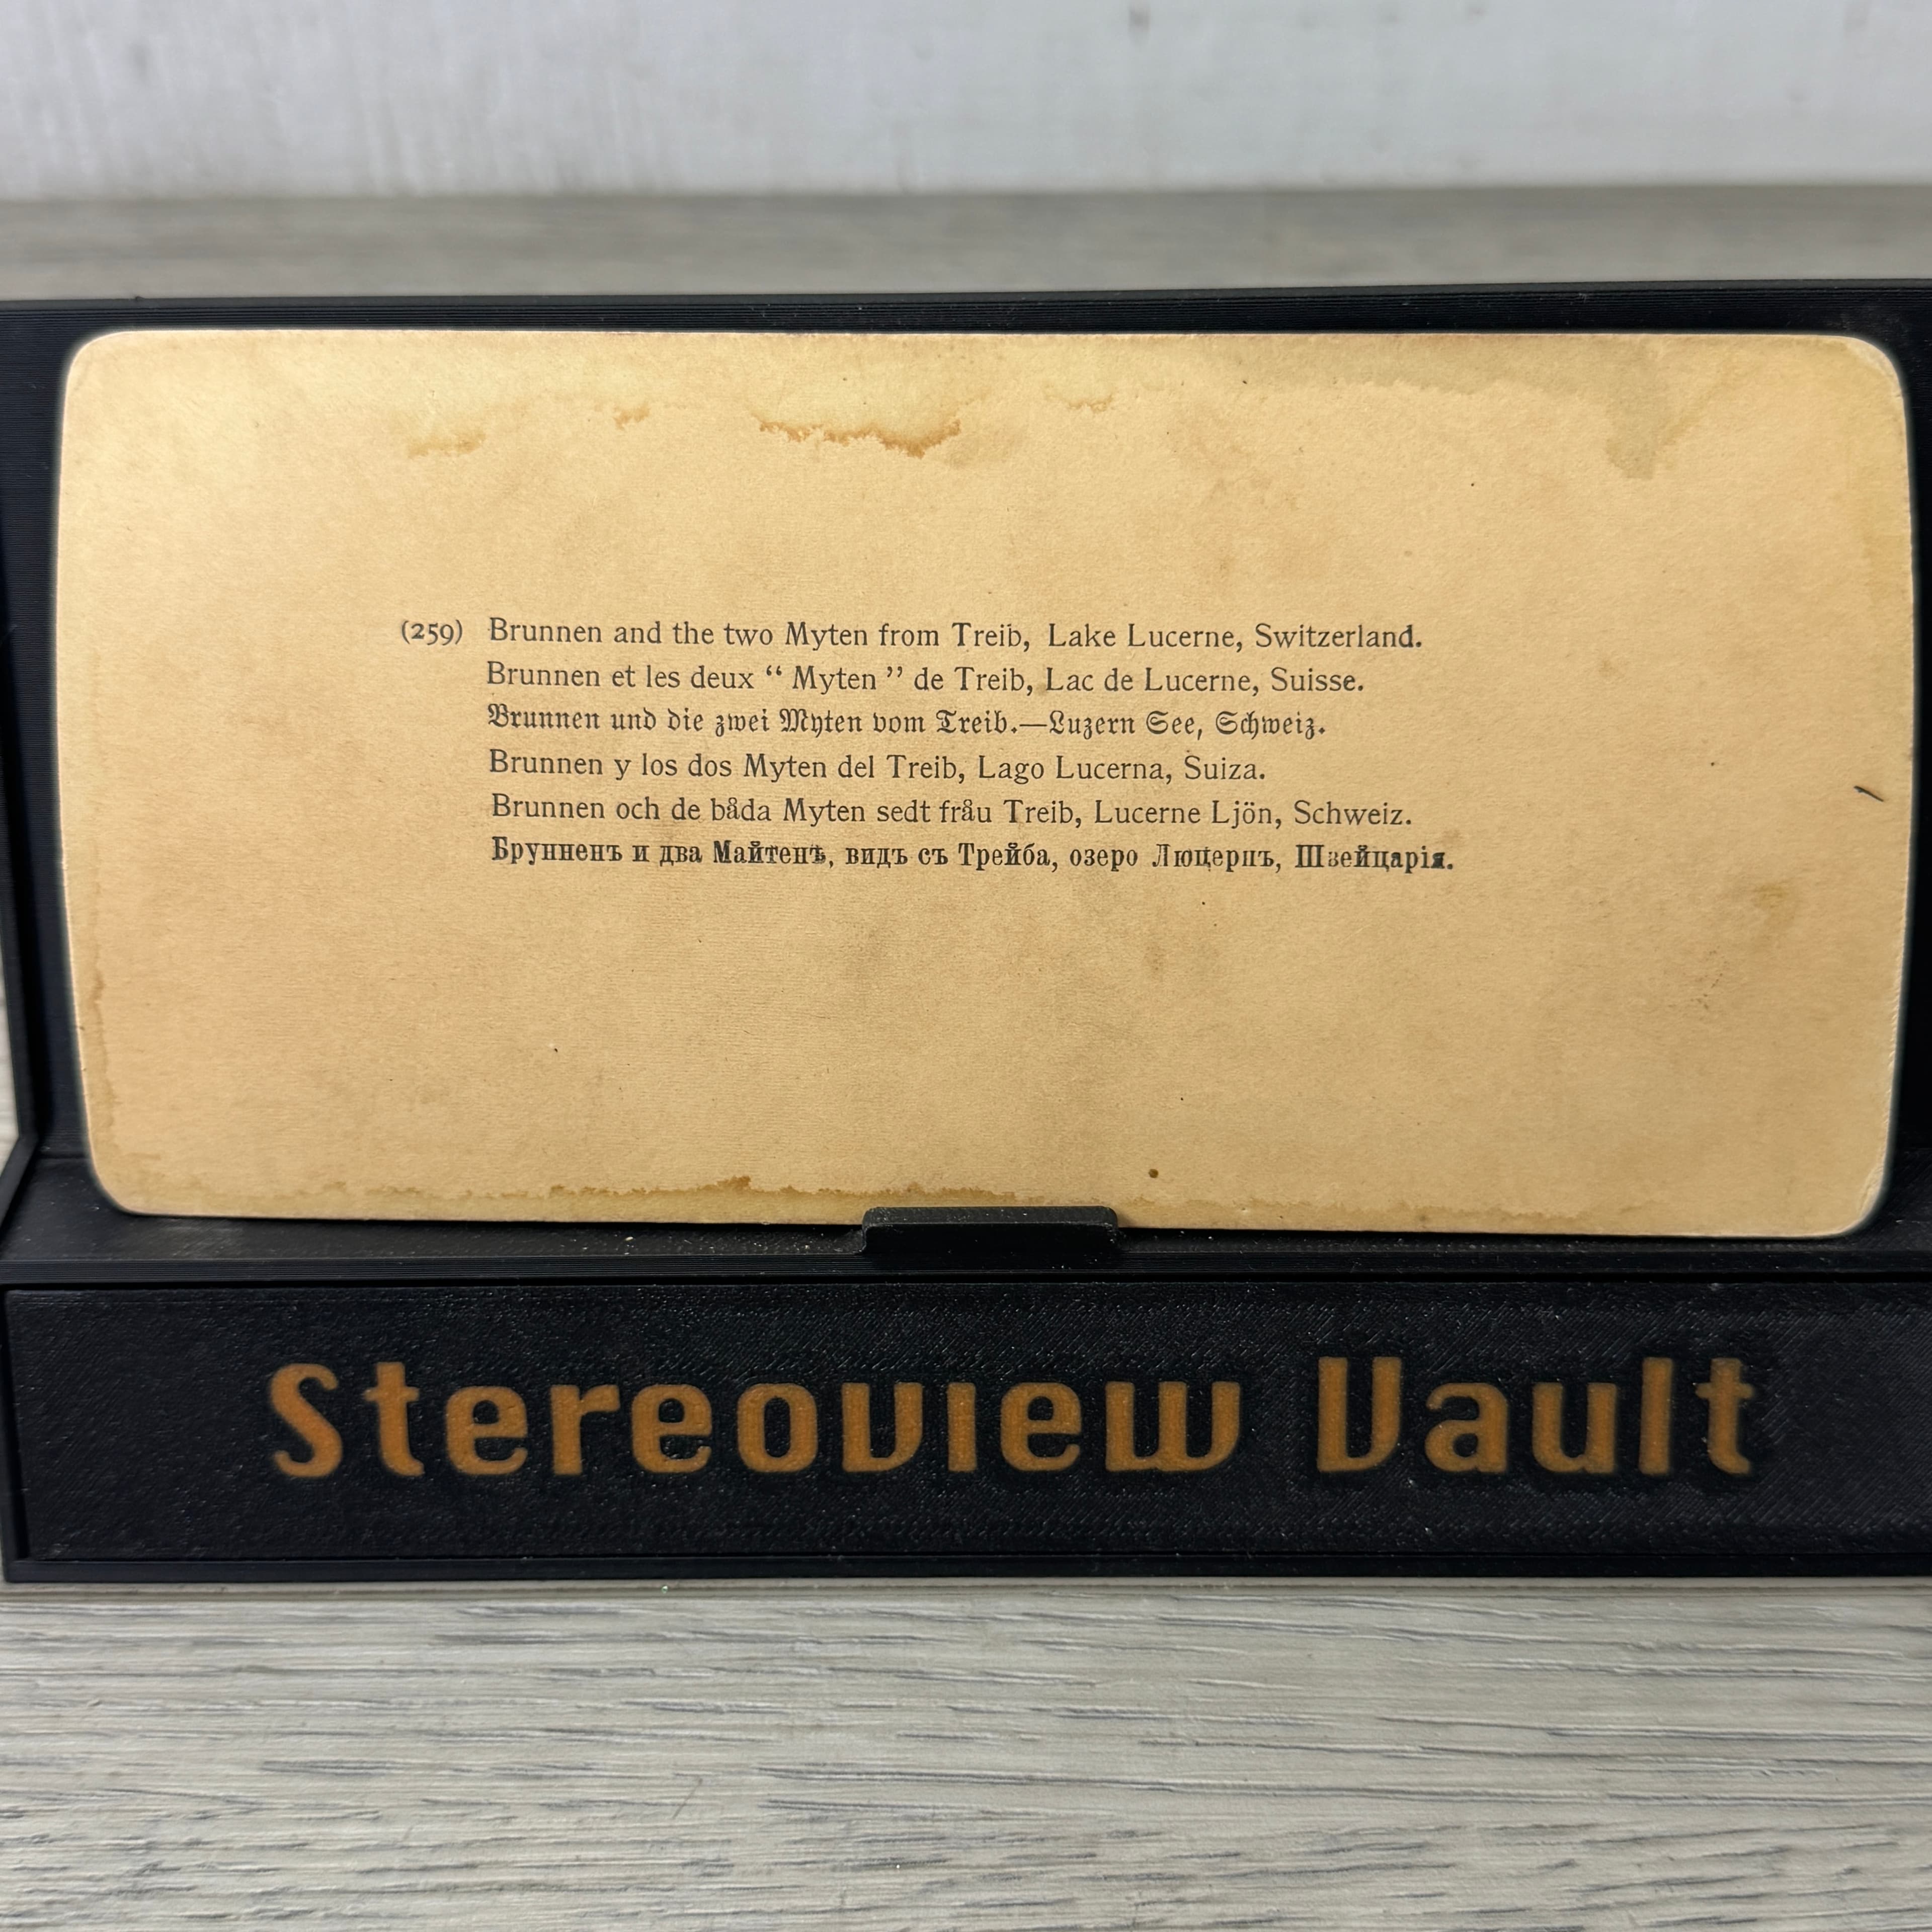 (259) Brunnen and the two Myten from Treib, Lake Lucerne, Switzerland.
Brunnen et les deux “ Myten ” de Treib, Lac de Lucerne, Suisse.
Brunnen und die zwei Myten vom Treib.—Luzern See, Schweiz.
Brunnen y los dos Myten del Treib, Lago Lucerna, Suiza.
Brunnen och de båda Myten sedt fråu Treib, Lucerne Ljön, Schweiz.
Брунненъ и два Майтенѣ, видъ съ Трейба, озеро Люцернъ, Швейцарія.
Stereoview Vault